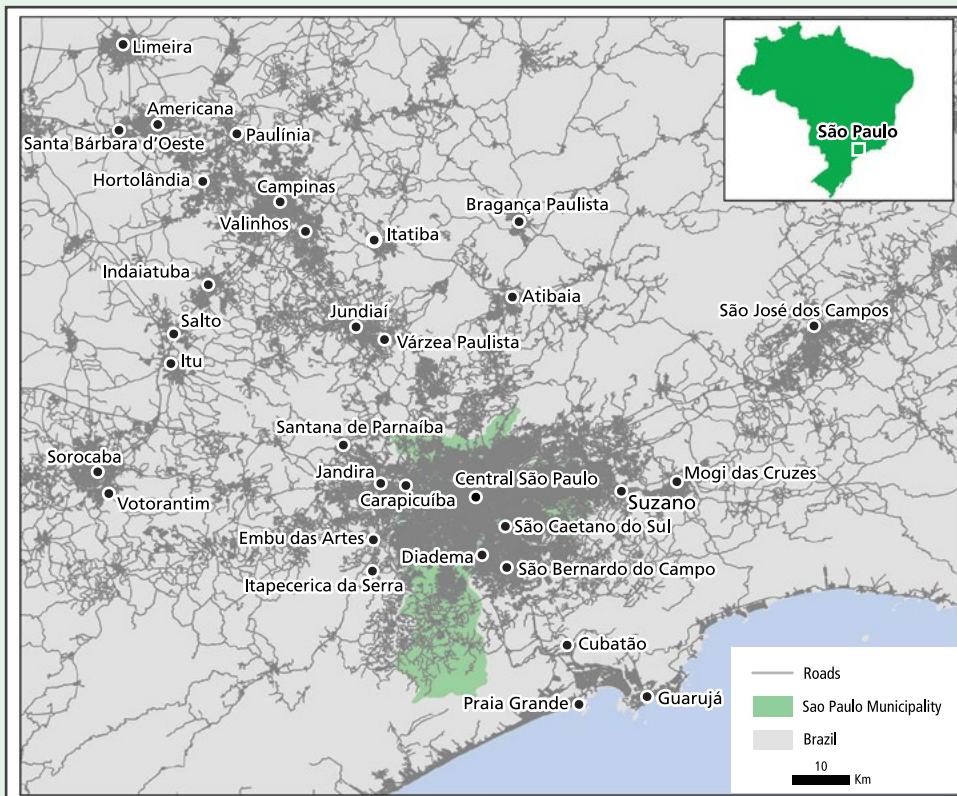 Limeira
São Paulo
Americana
Santa Bárbara d’Oeste
Paulínia
Hortolândia
Campinas
Bragança Paulista
Valinhos
Itatiba
Indaiatuba
Atibaia
Jundiaí
São José dos Campos
Salto
Várzea Paulista
Itu
Santana de Parnaíba
Sorocaba
Jandira
Central São Paulo
Mogi das Cruzes
Votorantim
Carapicuíba
Suzano
São Caetano do Sul
Embu das Artes
Diadema
São Bernardo do Campo
Itapecerica da Serra
Cubatão
Praia Grande
Guarujá
Roads
Sao Paulo Municipality
Brazil
10
Km